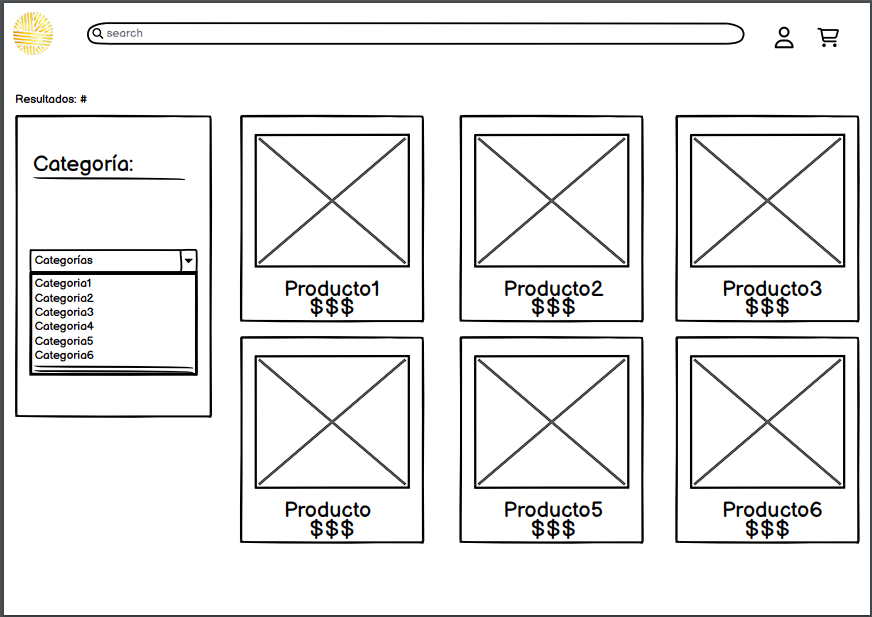 search
Resultados: #
Categoría:
Categorías
Categoria1
Categoria2
Categoria3
Categoria4
Categoria5
Categoria6
Producto1
$$$
Producto2
$$$
Producto3
$$$
Producto
$$$
Producto5
$$$
Producto6
$$$